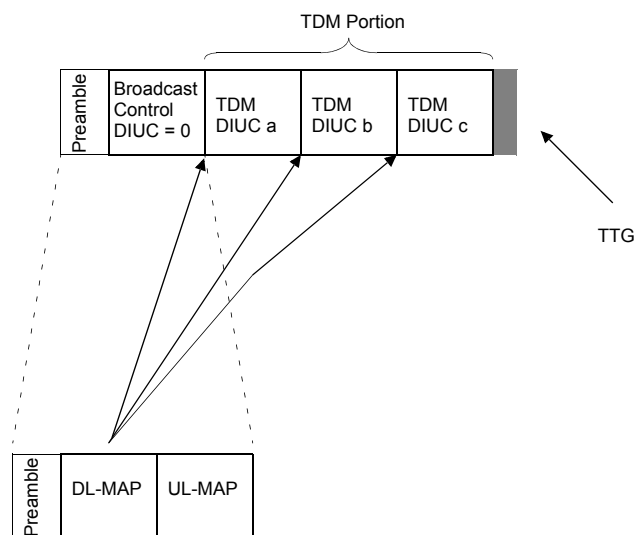 TDM Portion
Preamble
Broadcast
Control
DIUC = 0
TDM
DIUC a
TDM
DIUC b
TDM
DIUC c
TTG
Preamble
DL-MAP
UL-MAP